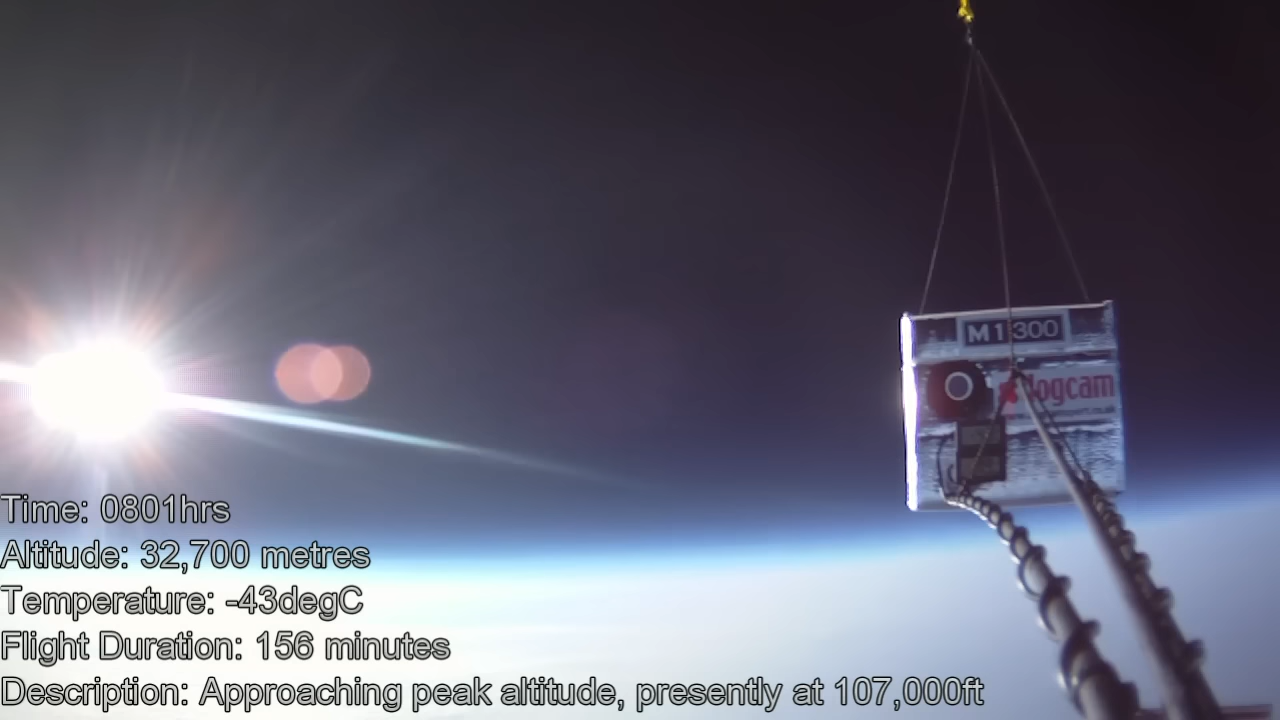 M1300
dogcam
Time: 0801hrs
Altitude: 32,700 metres
Temperature: -43degC
Flight Duration: 156 minutes
Description: Approaching peak altitude, presently at 107,000ft